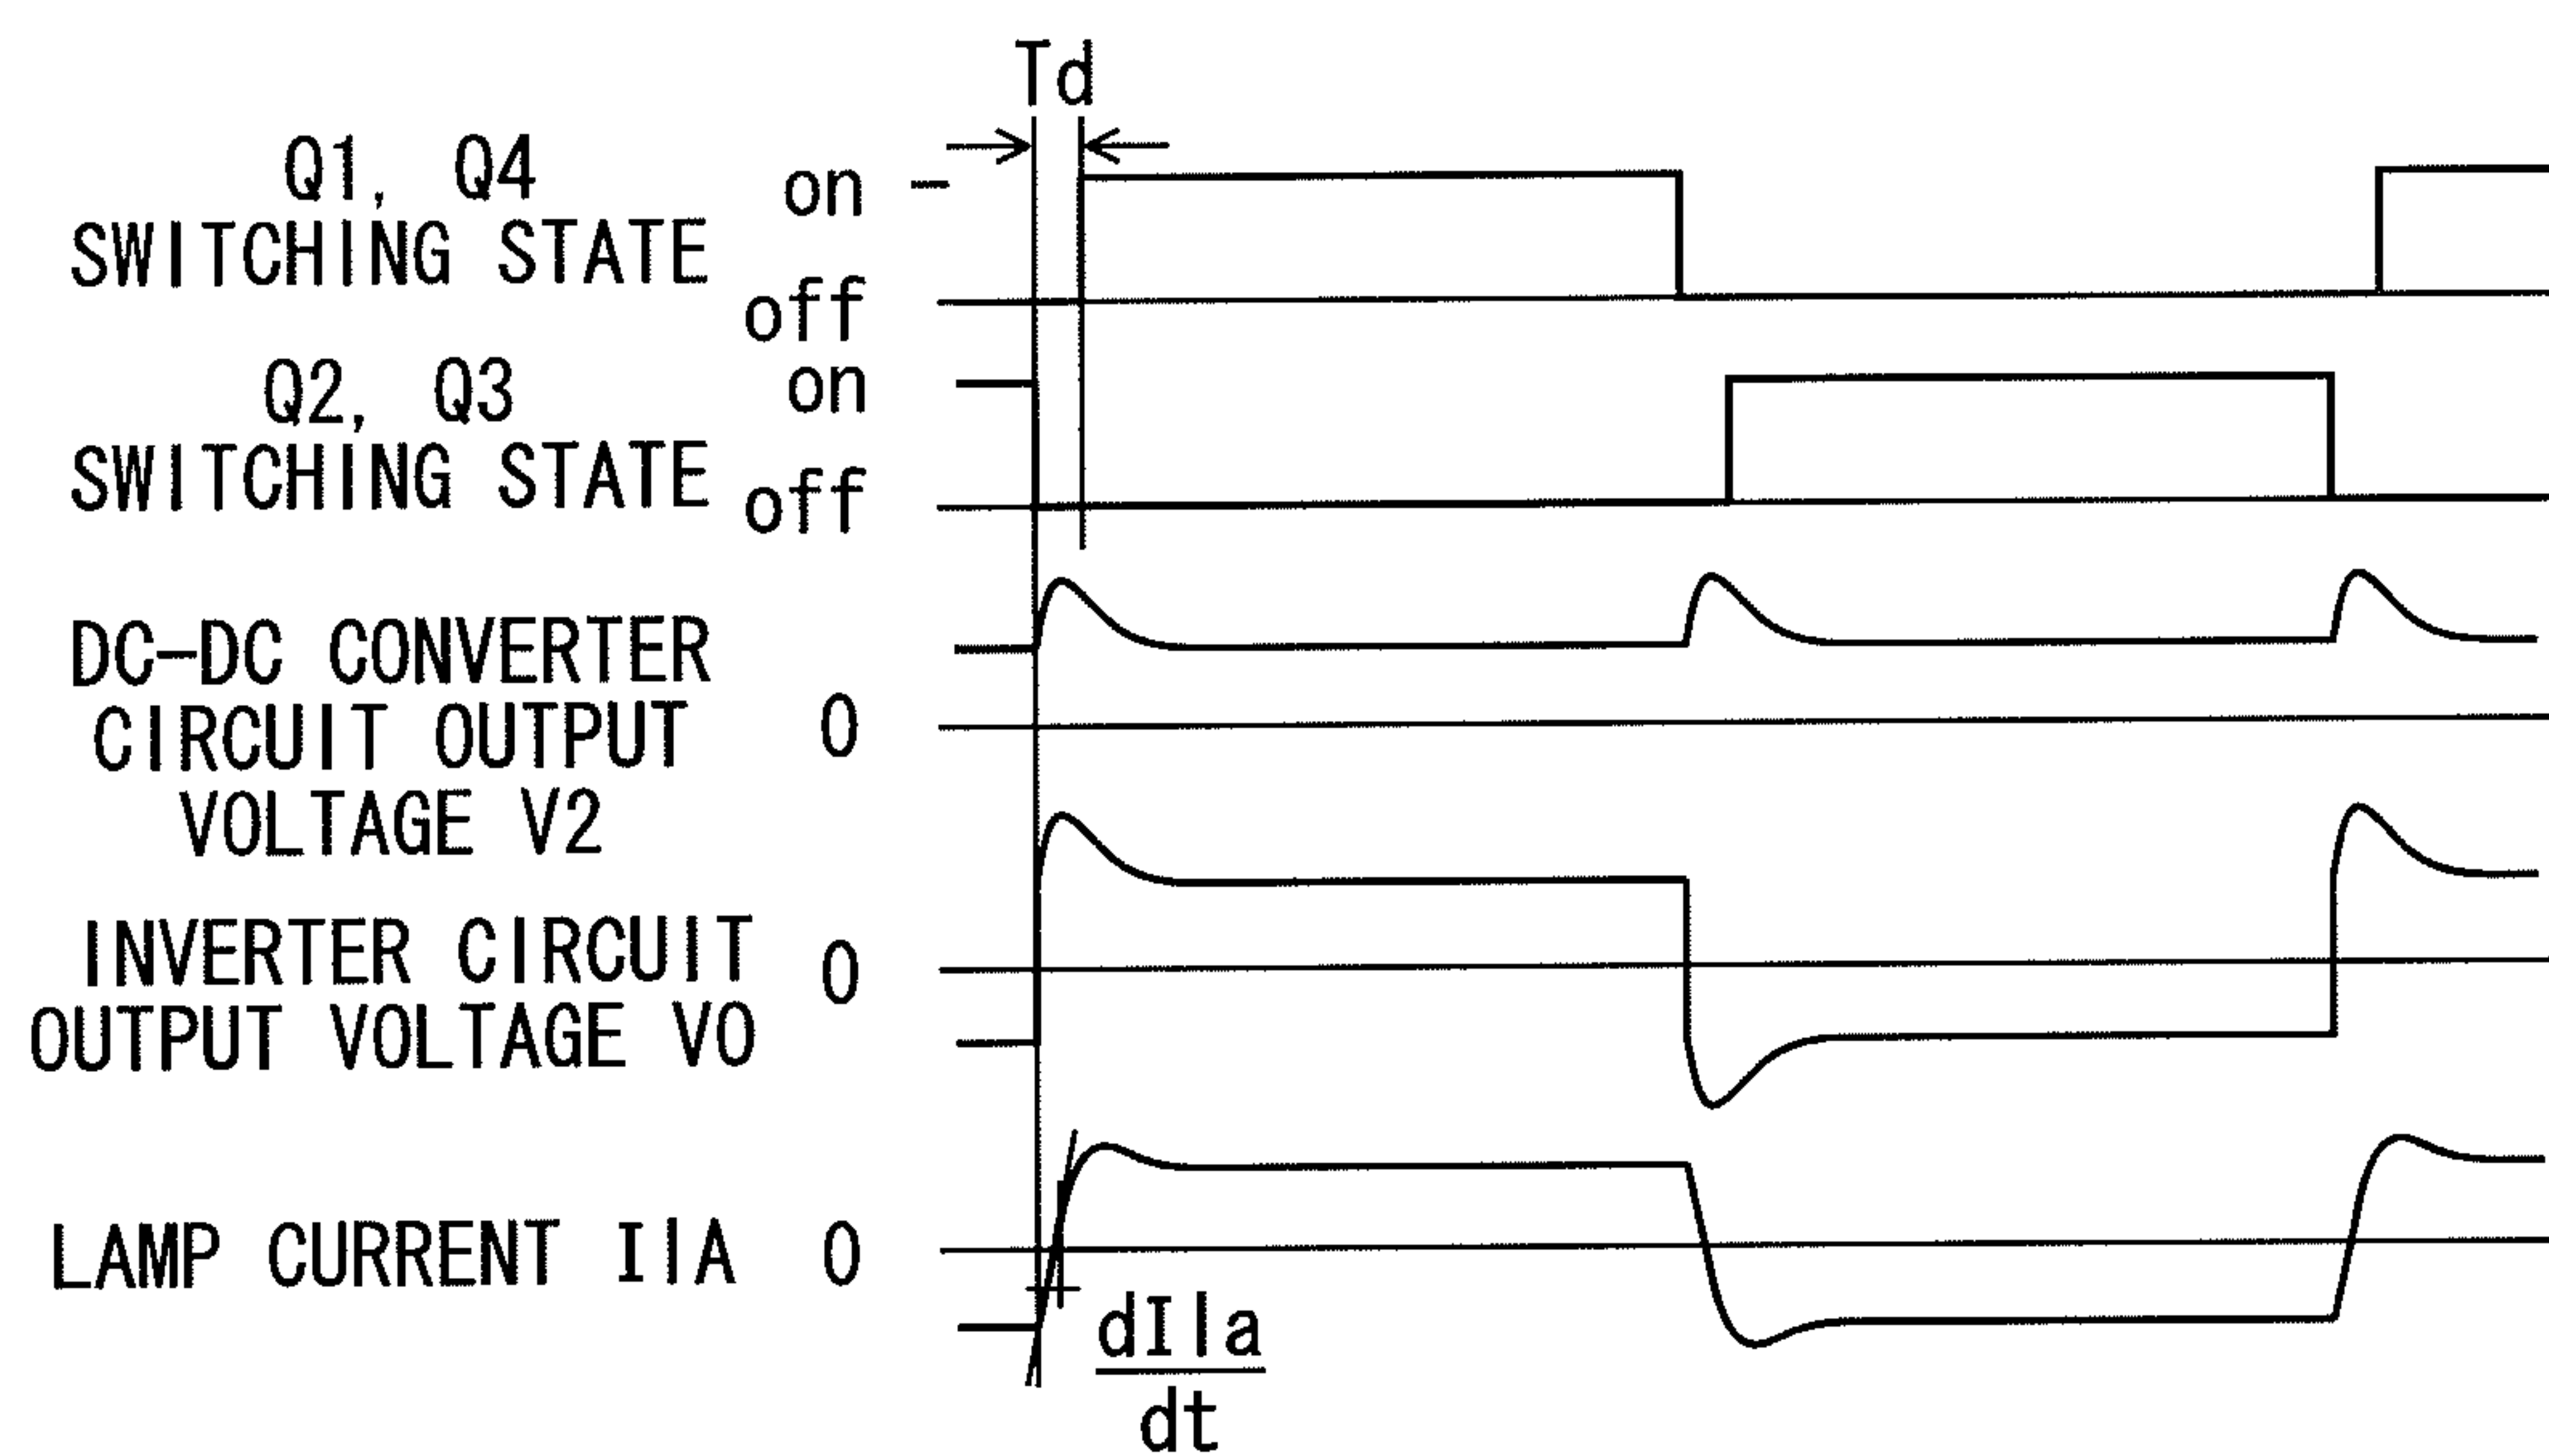 Td
Q1, Q4
SWITCHING STATE
on
off
Q2, Q3
SWITCHING STATE
on
off
DC-DC CONVERTER
CIRCUIT OUTPUT
VOLTAGE V2
0
INVERTER CIRCUIT
OUTPUT VOLTAGE VO
0
LAMP CURRENT IlA
0
dIla
dt